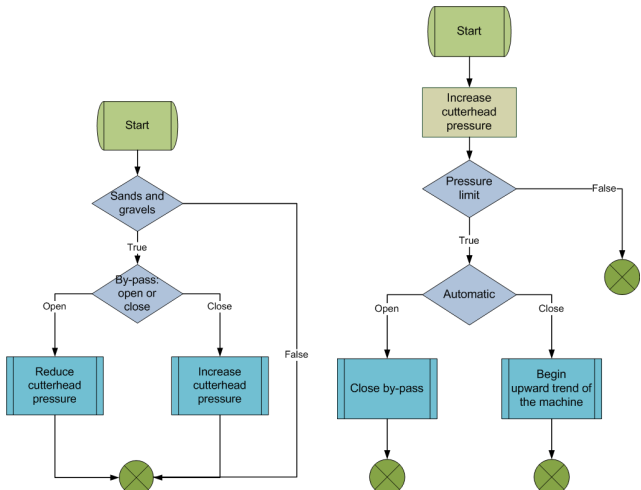 Start
Sands and
gravels
True
By-pass:
open or
close
Open
Close
False
Reduce
cutterhead
pressure
Increase
cutterhead
pressure
Start
Increase
cutterhead
pressure
Pressure
limit
False
True
Automatic
Open
Close
Close by-pass
Begin
upward trend of
the machine